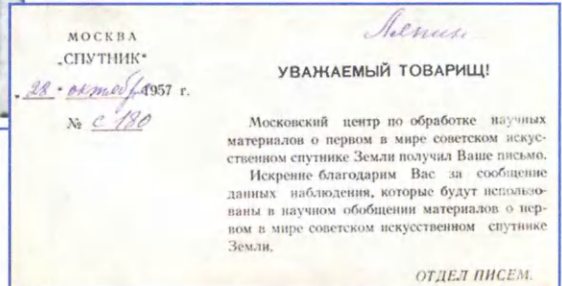 МОСКВА
„СПУТНИК“
„28“ октября 1957 г.
№ с 180
УВАЖАЕМЫЙ ТОВАРИЩ!
Московский центр по обработке научных
материалов о первом в мире советском искус-
ственном спутнике Земли получил Ваше письмо.
Искренне благодарим Вас за сообщение
данных наблюдения, которые будут использо-
ваны в научном обобщении материалов о пер-
вом в мире советском искусственном спутнике
Земли.
ОТДЕЛ ПИСЕМ.